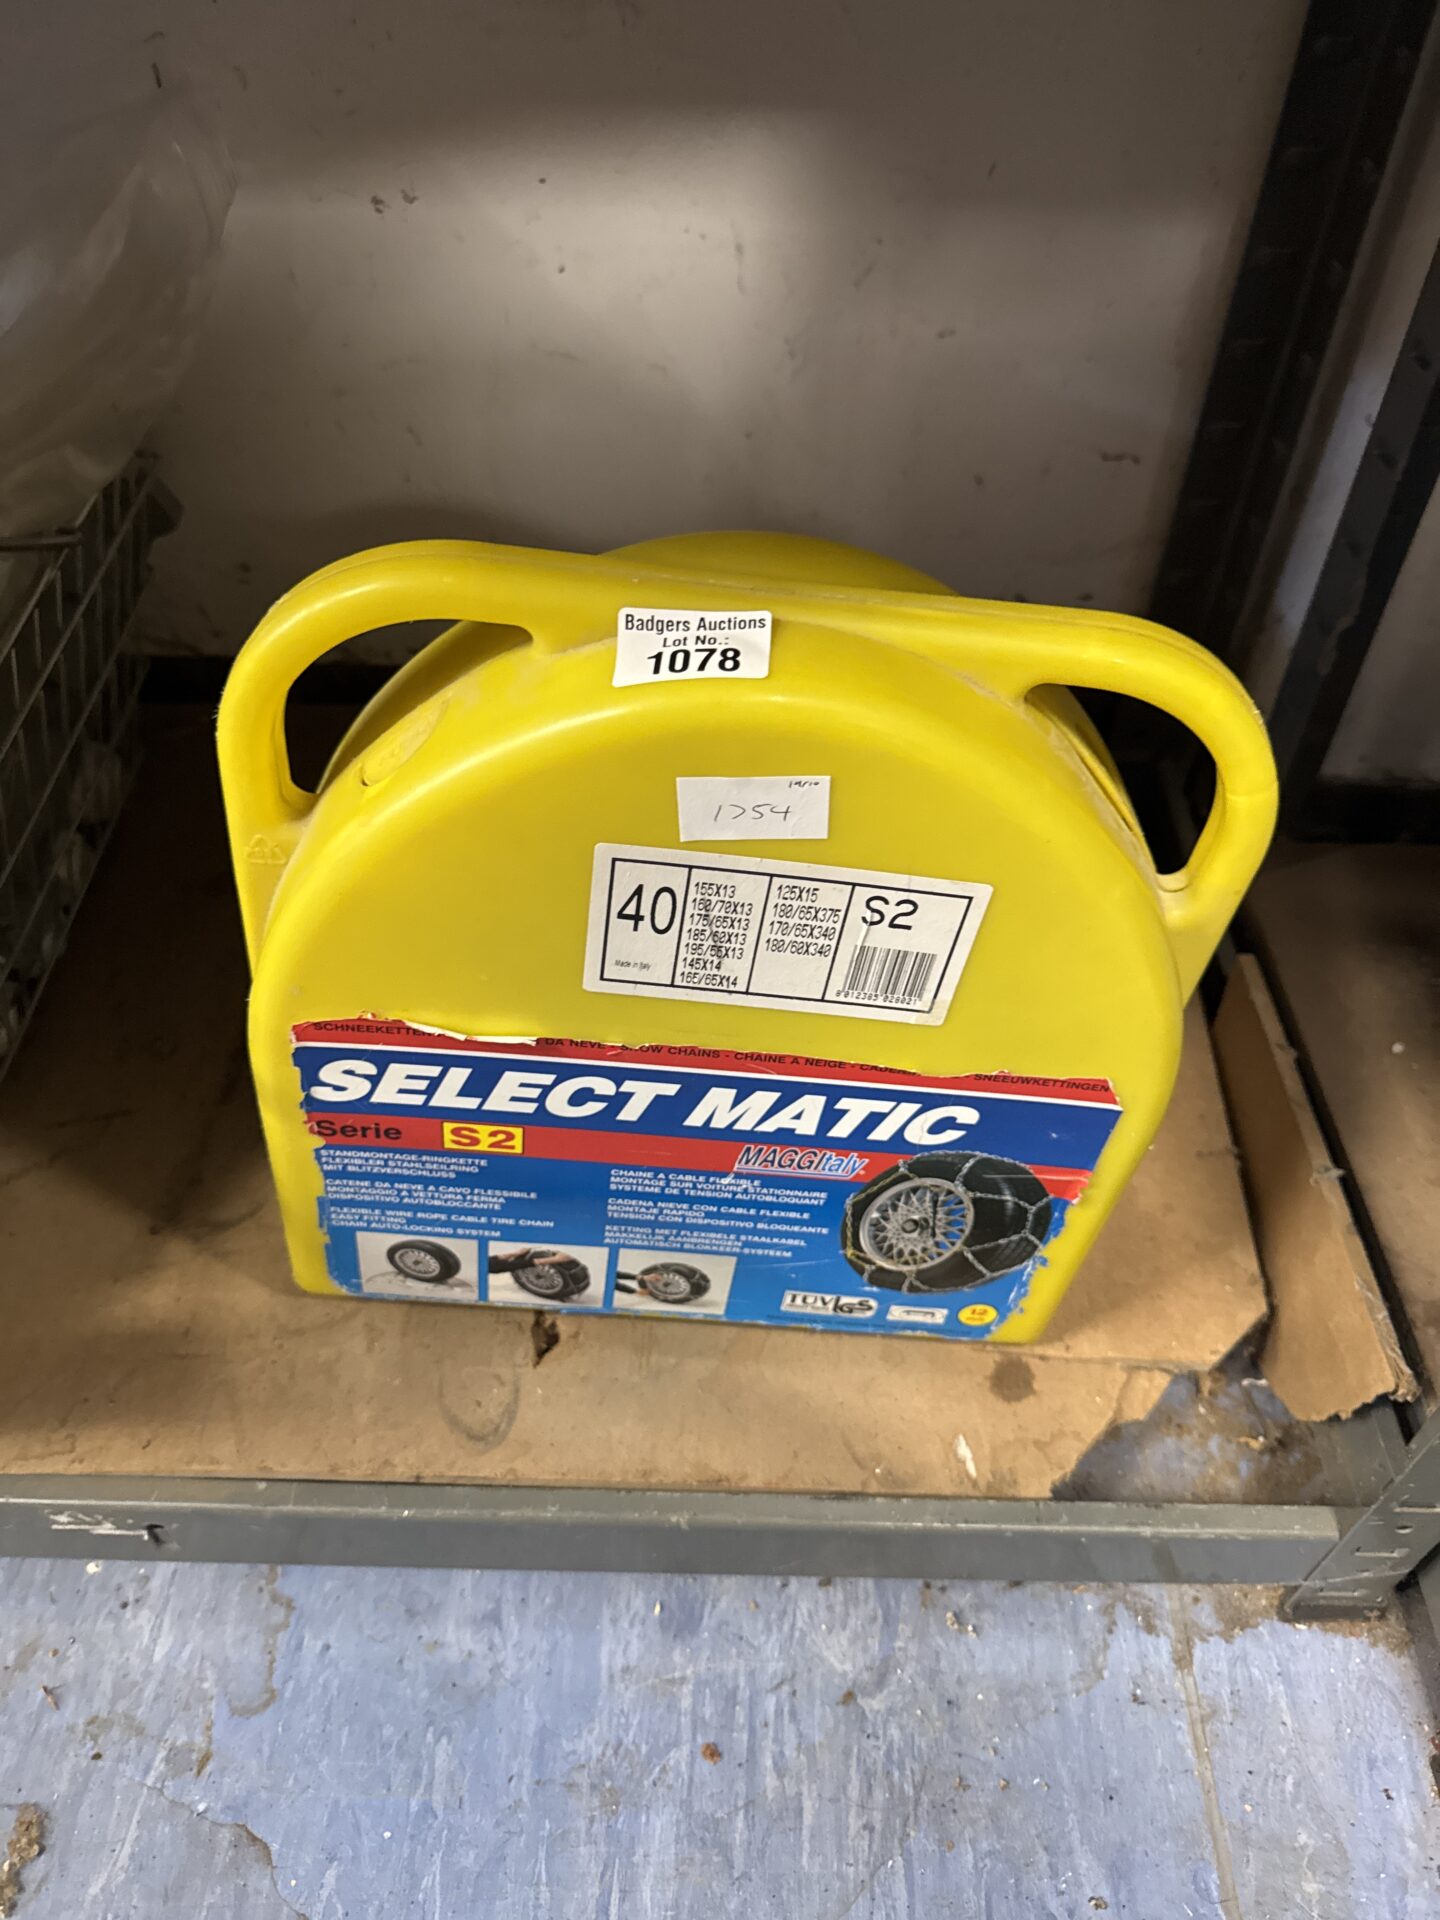 Badgers Auctions
Lot No.:
1078
1754
40
Made in Italy
155X13
160/70X13
175/65X13
185/60X13
195/55X13
145X14
165/65X14
125X15
180/65X375
170/65X340
180/60X340
S2
8 012385 028021
SCHNEEKETTEN DA NEVE - SNOW CHAINS - CHAINE A NEIGE - SNEEUWKETTINGEN
SELECT MATIC
Série S2
MAGGItaly
STANDMONTAGE-RINGKETTE
FLEXIBLER STAHLSEILRING
MIT BLITZVERSCHLUSS
CATENE DA NEVE A CAVO FLESSIBILE
MONTAGGIO A VETTURA FERMA
DISPOSITIVO AUTOBLOCCANTE
FLEXIBLE WIRE ROPE CABLE TIRE CHAIN
EASY FITTING
CHAIN AUTO-LOCKING SYSTEM
CHAINE A CABLE FLEXIBLE
MONTAGE SUR VOITURE STATIONNAIRE
SYSTEME DE TENSION AUTOBLOQUANT
CADENA NIEVE CON CABLE FLEXIBLE
MONTAJE RAPIDO
TENSION CON DISPOSITIVO BLOQUEANTE
KETTING MET FLEXIBELE STAALKABEL
MAKKELIJK AANBRENGEN
AUTOMATISCH BLOKKEER-SYSTEEM
TÜV GS
12